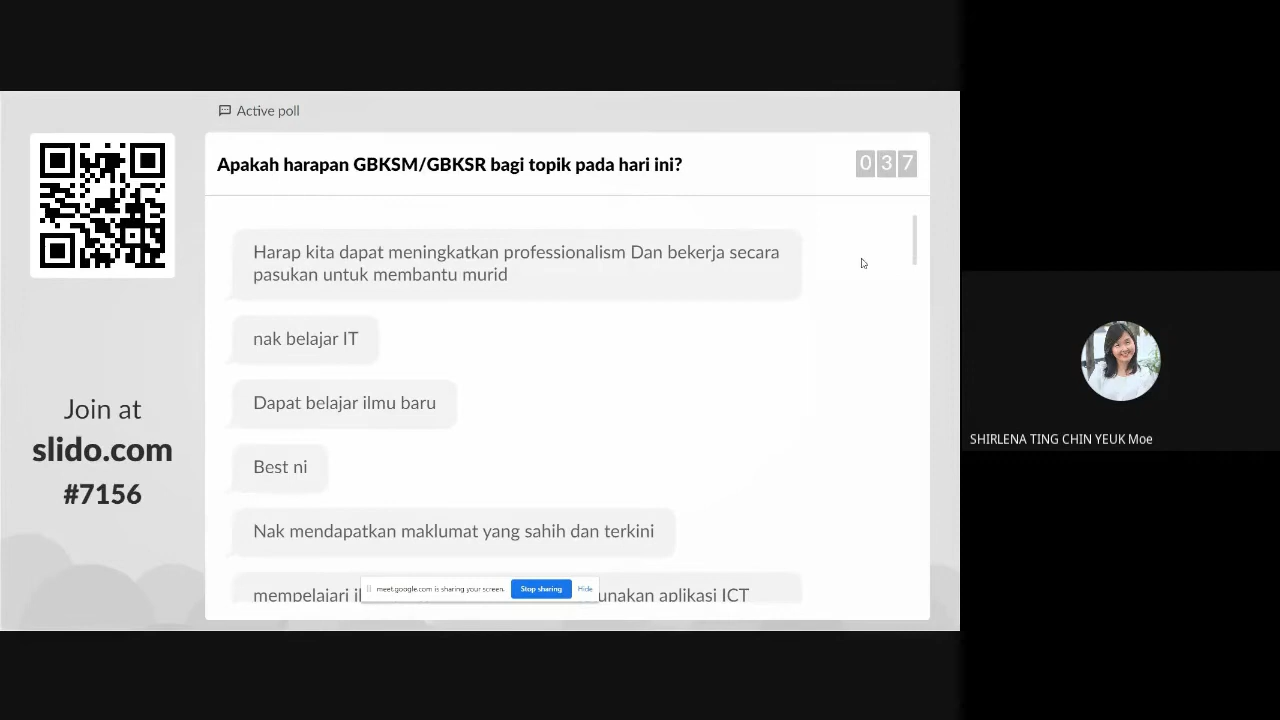 Active poll
Apakah harapan GBKSM/GBKSR bagi topik pada hari ini?
037
Harap kita dapat meningkatkan professionalism Dan bekerja secara
pasukan untuk membantu murid
nak belajar IT
Dapat belajar ilmu baru
Best ni
Nak mendapatkan maklumat yang sahih dan terkini
mempelajari aplikasi ICT
meet.google.com is sharing your screen.
Stop sharing
Hide
Join at
slido.com
#7156
SHIRLENA TING CHIN YEUK Moe